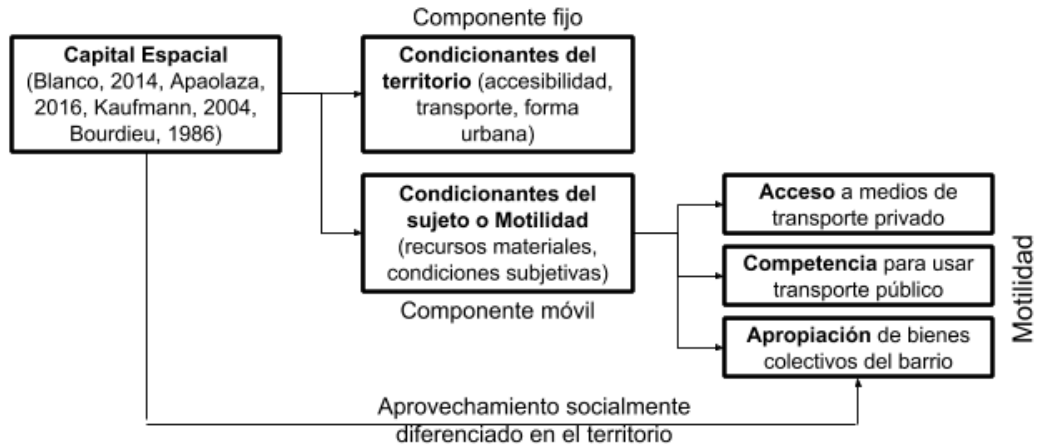 Componente fijo
Capital Espacial
(Blanco, 2014, Apaolaza,
2016, Kaufmann, 2004,
Bourdieu, 1986)
Condicionantes del
territorio (accesibilidad,
transporte, forma
urbana)
Condicionantes del
sujeto o Motilidad
(recursos materiales,
condiciones subjetivas)
Componente móvil
Acceso a medios de
transporte privado
Competencia para usar
transporte público
Apropiación de bienes
colectivos del barrio
Motilidad
Aprovechamiento socialmente
diferenciado en el territorio